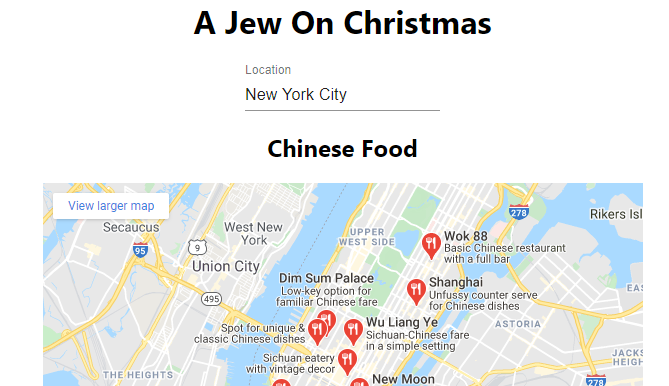 A Jew On Christmas
Location
New York City
Chinese Food
View larger map
Secaucus
West New
York
9
95
Union City
495
THE HEIGHTS
UPPER
WEST SIDE
278
Rikers Isl
Wok 88
Basic Chinese restaurant
with a full bar
Dim Sum Palace
Low-key option for
familiar Chinese fare
Shanghai
Unfussy counter serve
for Chinese dishes
EAS
ASTORIA
Spot for unique &
classic Chinese dishes
Wu Liang Ye
Sichuan-Chinese fare
in a simple setting
JACKS
HEIG
Sichuan eatery
with vintage decor
New Moon
278